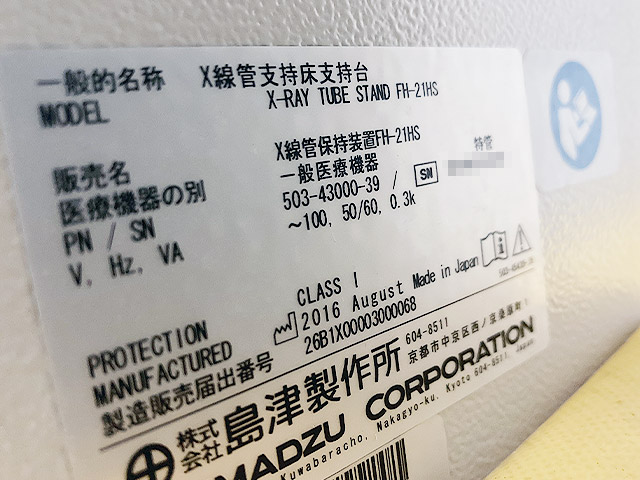 一般的名称 X線管支持床支持台
MODEL X-RAY TUBE STAND FH-21HS
販売名 X線管保持装置FH-21HS
医療機器の別 一般医療機器 特管
PN / SN 503-43000-39 / SN
V, Hz, VA ~100, 50/60, 0.3k
PROTECTION CLASS I
MANUFACTURED 2016 August Made in Japan
製造販売届出番号 26B1X00003000068
株式会社 島津製作所 604-8511 京都市中京区西ノ京桑原町1
MADZU CORPORATION
Kuwabaracho, Nakagyo-ku, Kyoto 604-8511, Japan